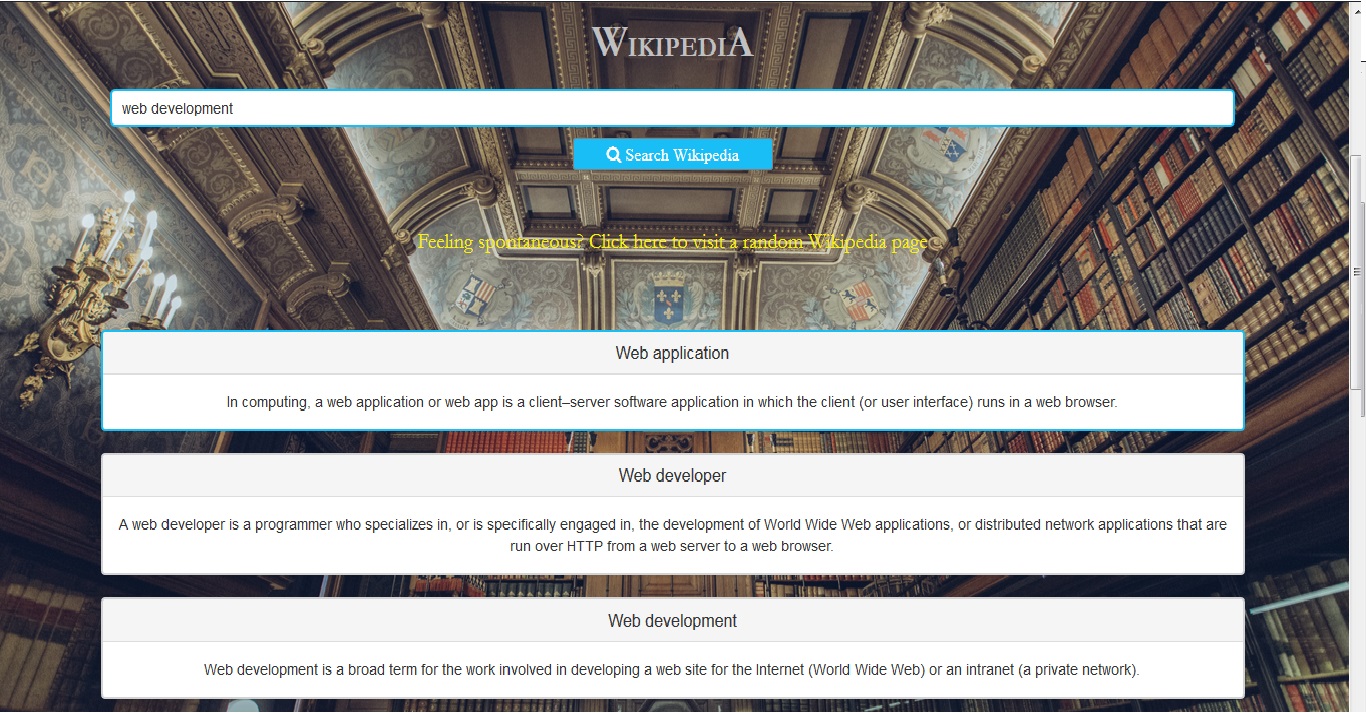 WIKIPEDIA
web development
Search Wikipedia
Feeling spontaneous? Click here to visit a random Wikipedia page
Web application
In computing, a web application or web app is a client–server software application in which the client (or user interface) runs in a web browser.
Web developer
A web developer is a programmer who specializes in, or is specifically engaged in, the development of World Wide Web applications, or distributed network applications that are
run over HTTP from a web server to a web browser.
Web development
Web development is a broad term for the work involved in developing a web site for the Internet (World Wide Web) or an intranet (a private network).